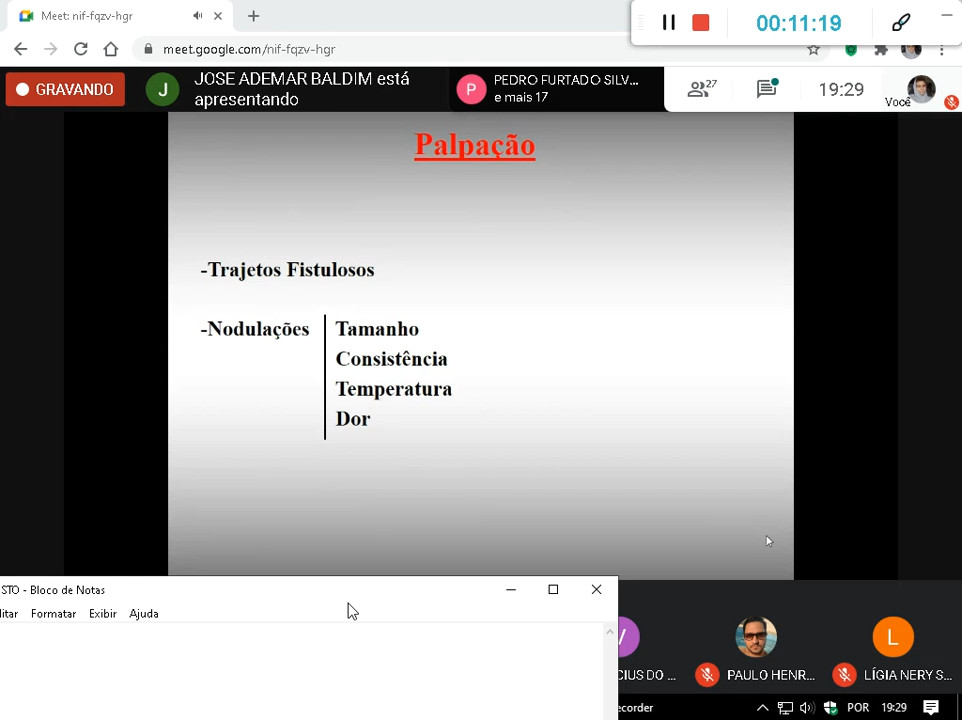 Meet: nif-fqzv-hgr
00:11:19
meet.google.com/nif-fqzv-hgr
GRAVANDO
J
JOSE ADEMAR BALDIM está
apresentando
P
PEDRO FURTADO SILV...
e mais 17
27
19:29
Você
Palpação
-Trajetos Fistulosos
-Nodulações
Tamanho
Consistência
Temperatura
Dor
STO - Bloco de Notas
itar Formatar Exibir Ajuda
V
L
CIUS DO ...
PAULO HENR...
LÍGIA NERY S...
ecorder
POR
19:29